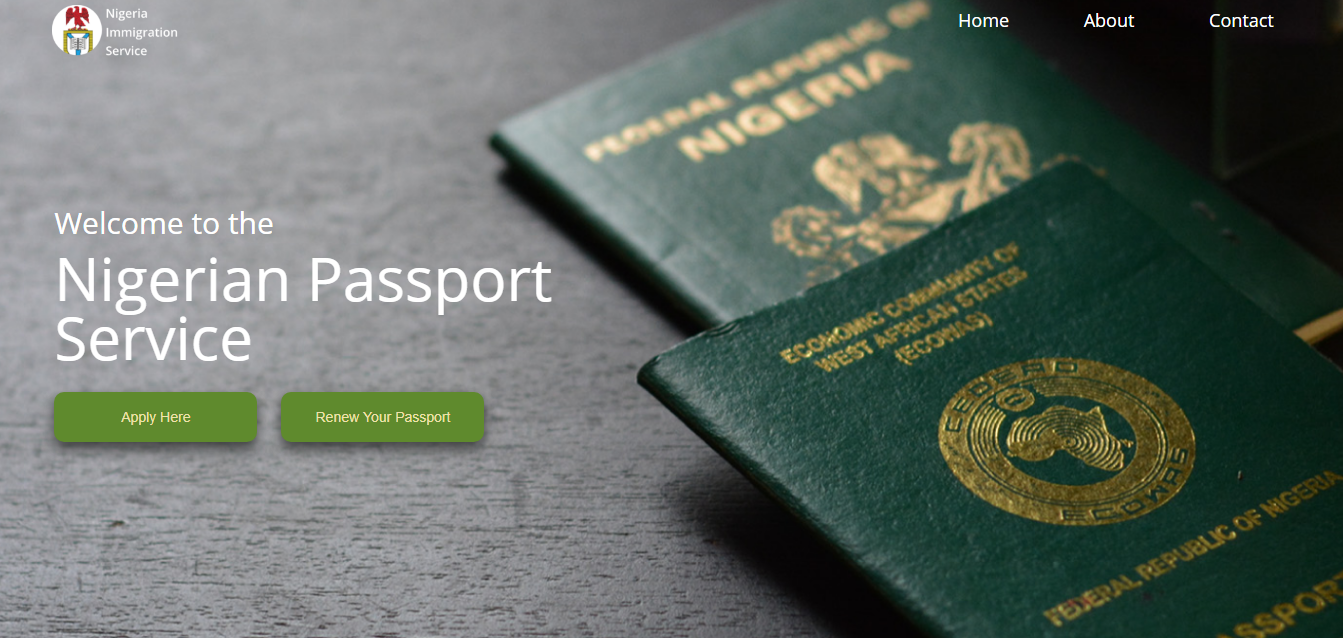 Nigeria
Immigration
Service
Home
About
Contact
Welcome to the
Nigerian Passport
Service
Apply Here
Renew Your Passport
FEDERAL REPUBLIC OF
NIGERIA
ECONOMIC COMMUNITY OF
WEST AFRICAN STATES
(ECOWAS)
CEDEAO
ECOWAS
FEDERAL REPUBLIC OF NIGERIA